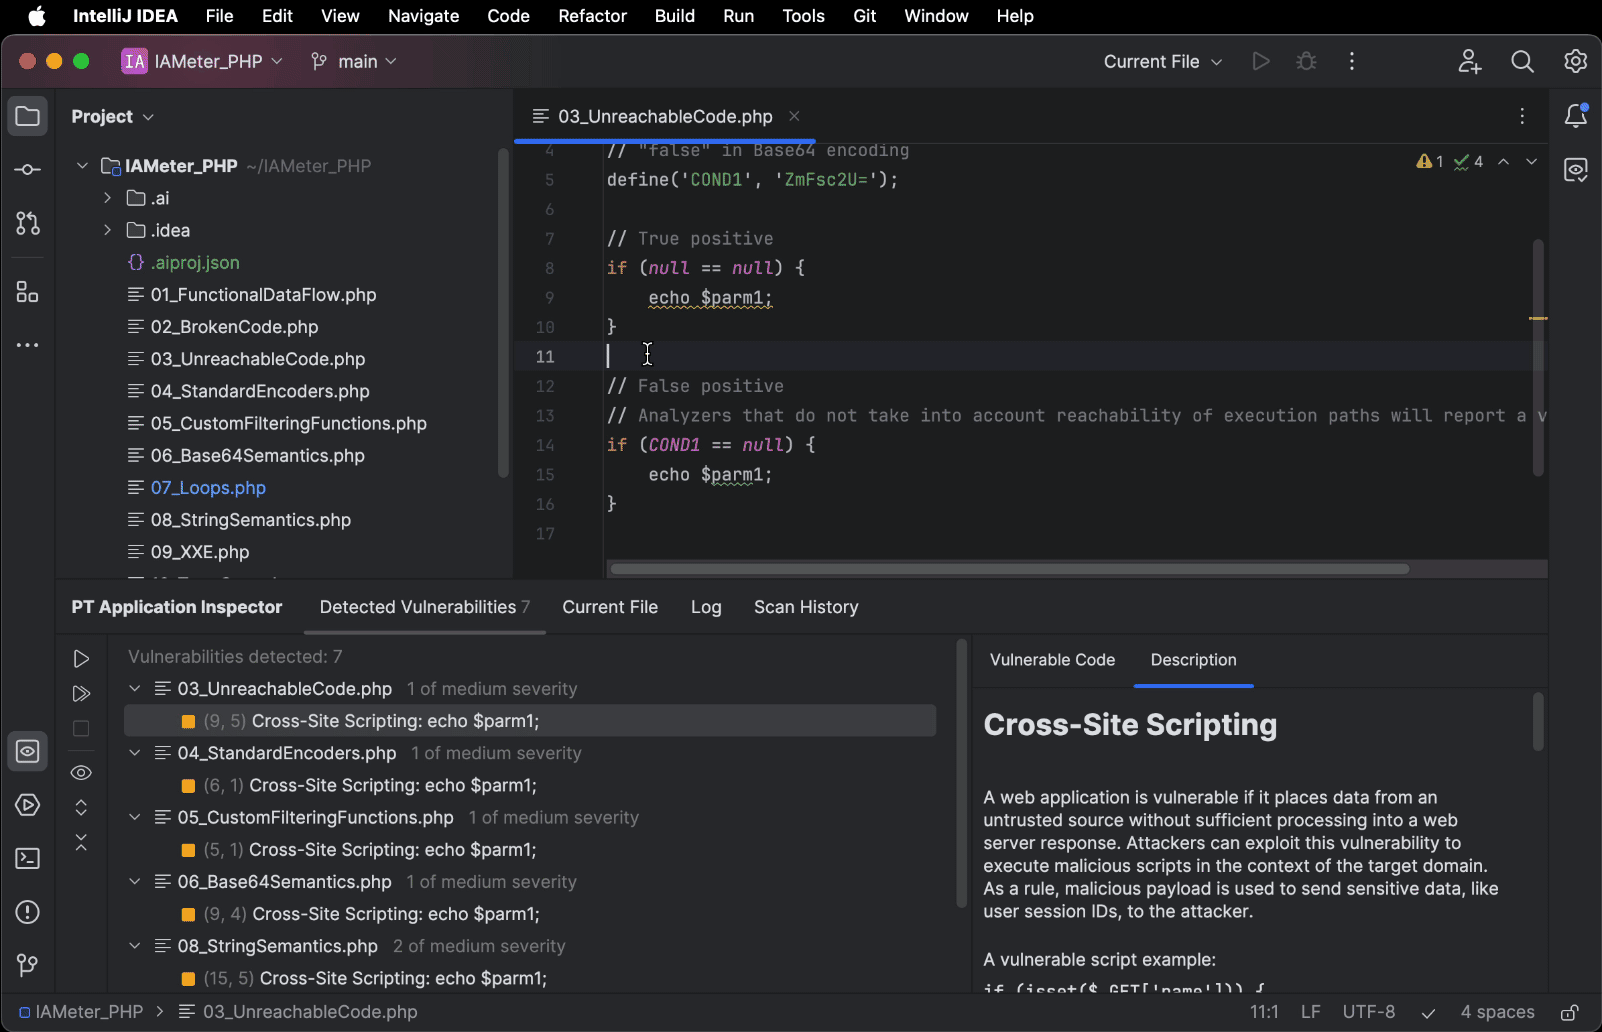 IntelliJ IDEA File Edit View Navigate Code Refactor Build Run Tools Git Window Help
IA IAMeter_PHP main Current File
Project
03_UnreachableCode.php
IAMeter_PHP ~/IAMeter_PHP
.ai
.idea
{} .aiproj.json
01_FunctionalDataFlow.php
02_BrokenCode.php
03_UnreachableCode.php
04_StandardEncoders.php
05_CustomFilteringFunctions.php
06_Base64Semantics.php
07_Loops.php
08_StringSemantics.php
09_XXE.php
4 // "false" in Base64 encoding
1 4
5 define('COND1', 'ZmFsc2U=');
6
7 // True positive
8 if (null == null) {
9 echo $parm1;
10 }
11
12 // False positive
13 // Analyzers that do not take into account reachability of execution paths will report a v
14 if (COND1 == null) {
15 echo $parm1;
16 }
17
PT Application Inspector Detected Vulnerabilities 7 Current File Log Scan History
Vulnerabilities detected: 7
03_UnreachableCode.php 1 of medium severity
(9, 5) Cross-Site Scripting: echo $parm1;
04_StandardEncoders.php 1 of medium severity
(6, 1) Cross-Site Scripting: echo $parm1;
05_CustomFilteringFunctions.php 1 of medium severity
(5, 1) Cross-Site Scripting: echo $parm1;
06_Base64Semantics.php 1 of medium severity
(9, 4) Cross-Site Scripting: echo $parm1;
08_StringSemantics.php 2 of medium severity
(15, 5) Cross-Site Scripting: echo $parm1;
Vulnerable Code Description
Cross-Site Scripting
A web application is vulnerable if it places data from an
untrusted source without sufficient processing into a web
server response. Attackers can exploit this vulnerability to
execute malicious scripts in the context of the target domain.
As a rule, malicious payload is used to send sensitive data, like
user session IDs, to the attacker.
A vulnerable script example:
if (isset($_GET['name'])) {
IAMeter_PHP > 03_UnreachableCode.php 11:1 LF UTF-8 4 spaces